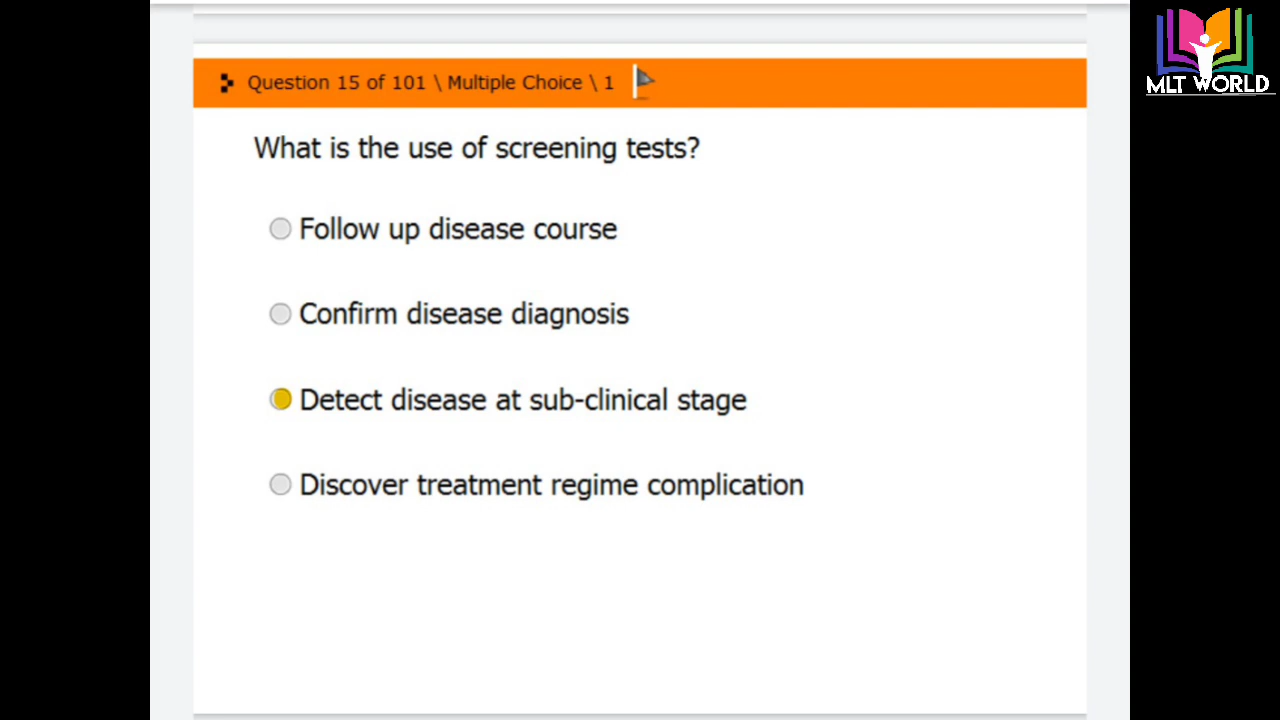 Question 15 of 101 \ Multiple Choice \ 1
MLT WORLD
What is the use of screening tests?
Follow up disease course
Confirm disease diagnosis
Detect disease at sub-clinical stage
Discover treatment regime complication